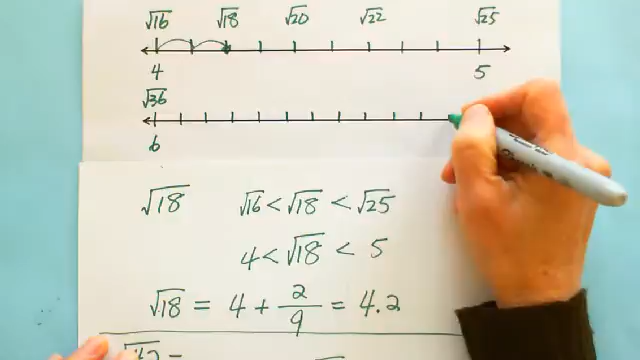 √16 √18 √20 √22 √25
4 5
√36
6
√18 √16 < √18 < √25
4 < √18 < 5
√18 = 4 + 2/9 = 4.2